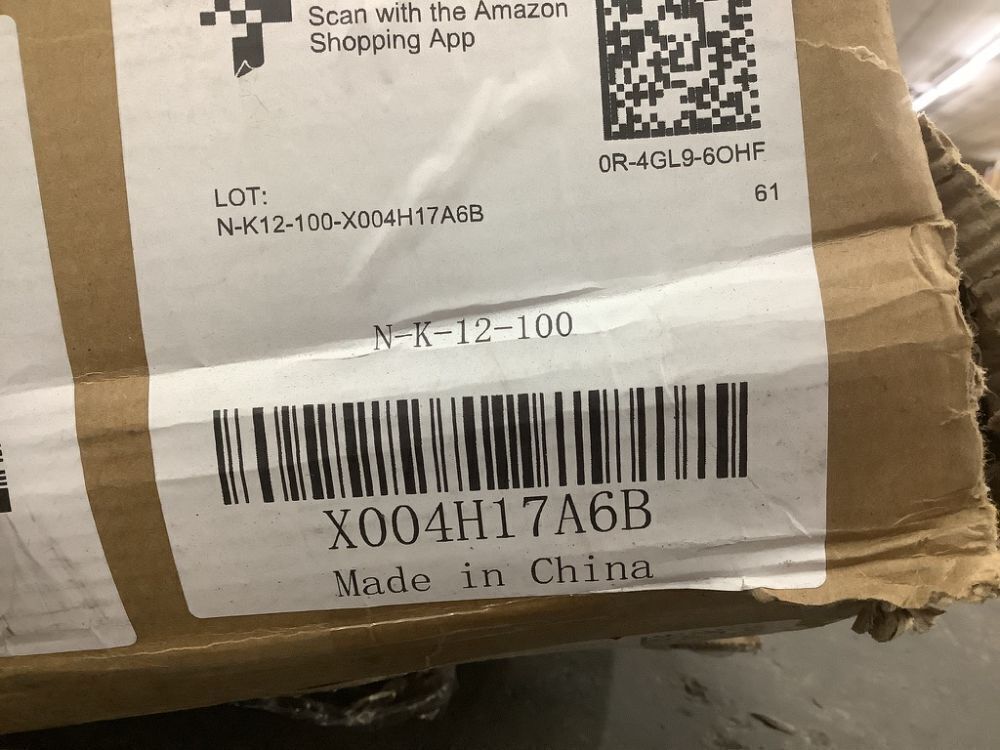 Scan with the Amazon
Shopping App
0R-4GL9-6OHF
61
LOT:
N-K12-100-X004H17A6B
N-K-12-100
X004H17A6B
Made in China